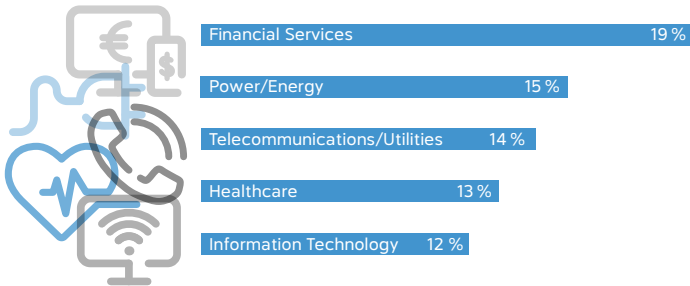 €
$
Financial Services 19 %
Power/Energy 15 %
Telecommunications/Utilities 14 %
Healthcare 13 %
Information Technology 12 %